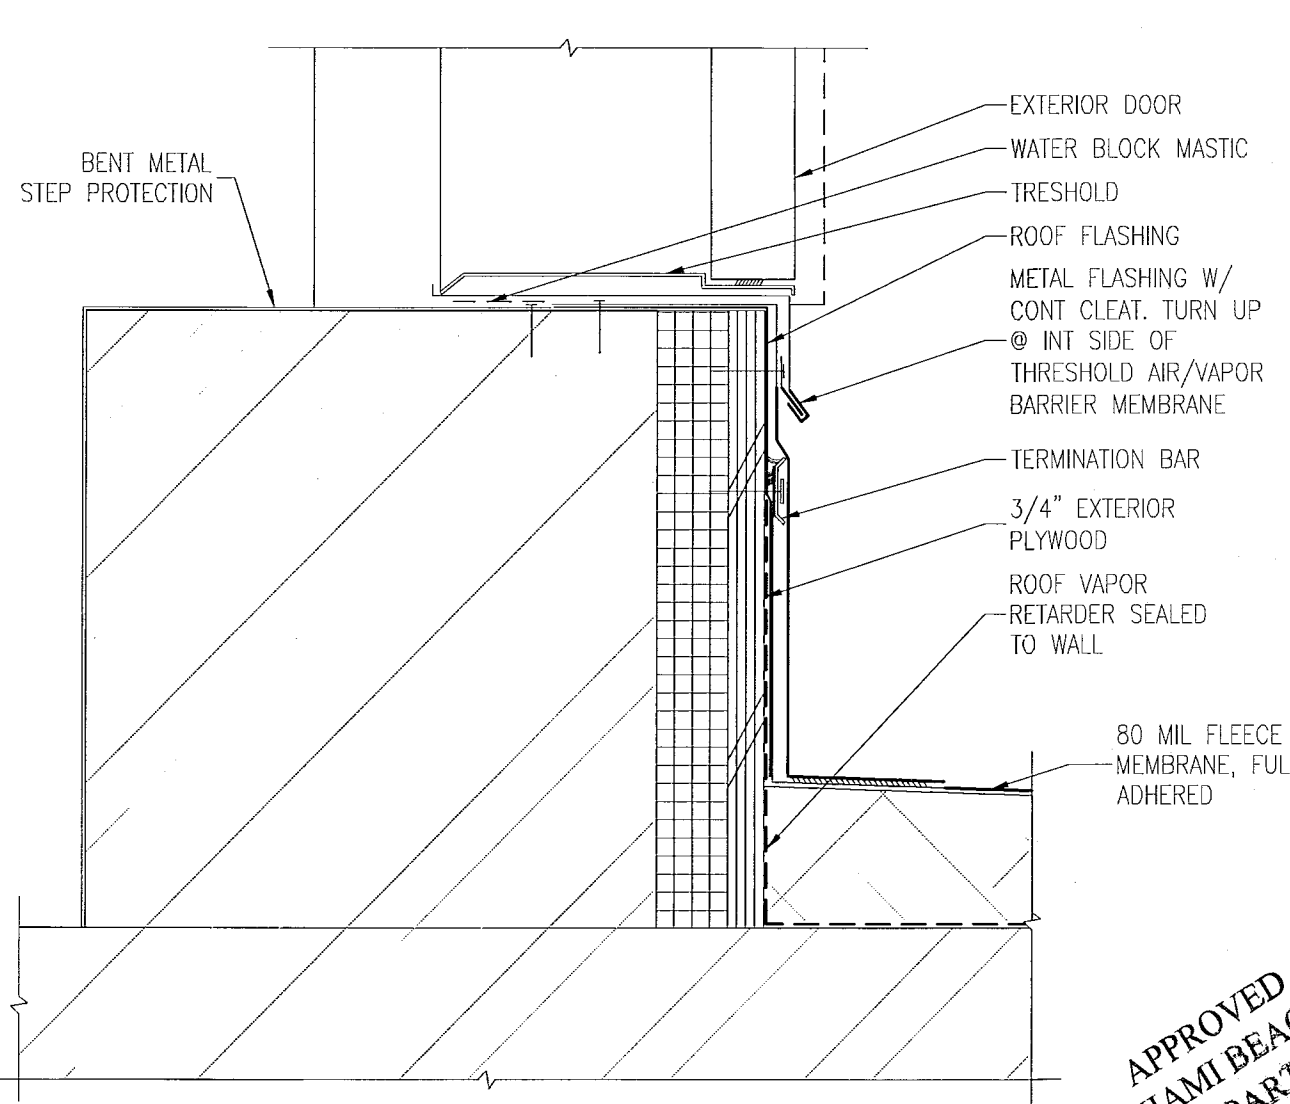 BENT METAL
STEP PROTECTION
EXTERIOR DOOR
WATER BLOCK MASTIC
TRESHOLD
ROOF FLASHING
METAL FLASHING W/
CONT CLEAT. TURN UP
@ INT SIDE OF
THRESHOLD AIR/VAPOR
BARRIER MEMBRANE
TERMINATION BAR
3/4" EXTERIOR
PLYWOOD
ROOF VAPOR
RETARDER SEALED
TO WALL
80 MIL FLEECE
MEMBRANE, FUL
ADHERED
APPROVED